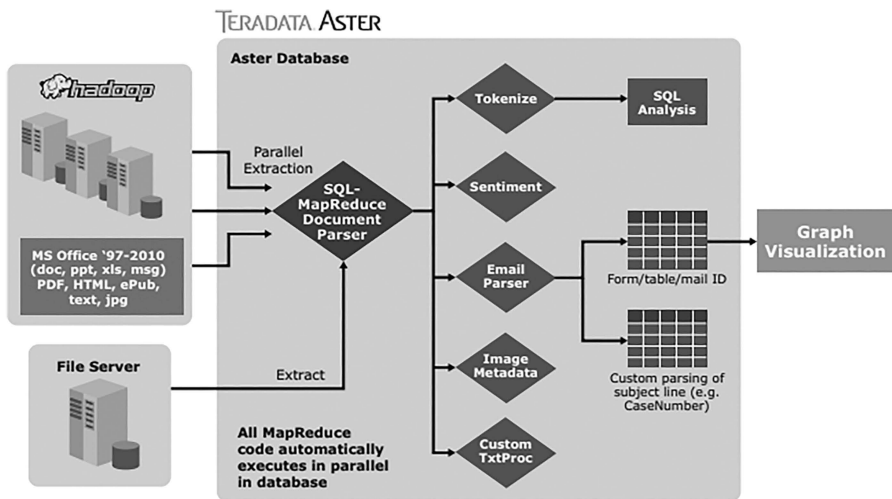 TERADATA ASTER
Aster Database
hadoop
Parallel
Extraction
MS Office ‘97-2010
(doc, ppt, xls, msg)
PDF, HTML, ePub,
text, jpg
File Server
Extract
SQL-
MapReduce
Document
Parser
All MapReduce
code automatically
executes in parallel
in database
Tokenize
SQL
Analysis
Sentiment
Email
Parser
Form/table/mail ID
Graph
Visualization
Custom parsing of
subject line (e.g.
CaseNumber)
Image
Metadata
Custom
TxtProc